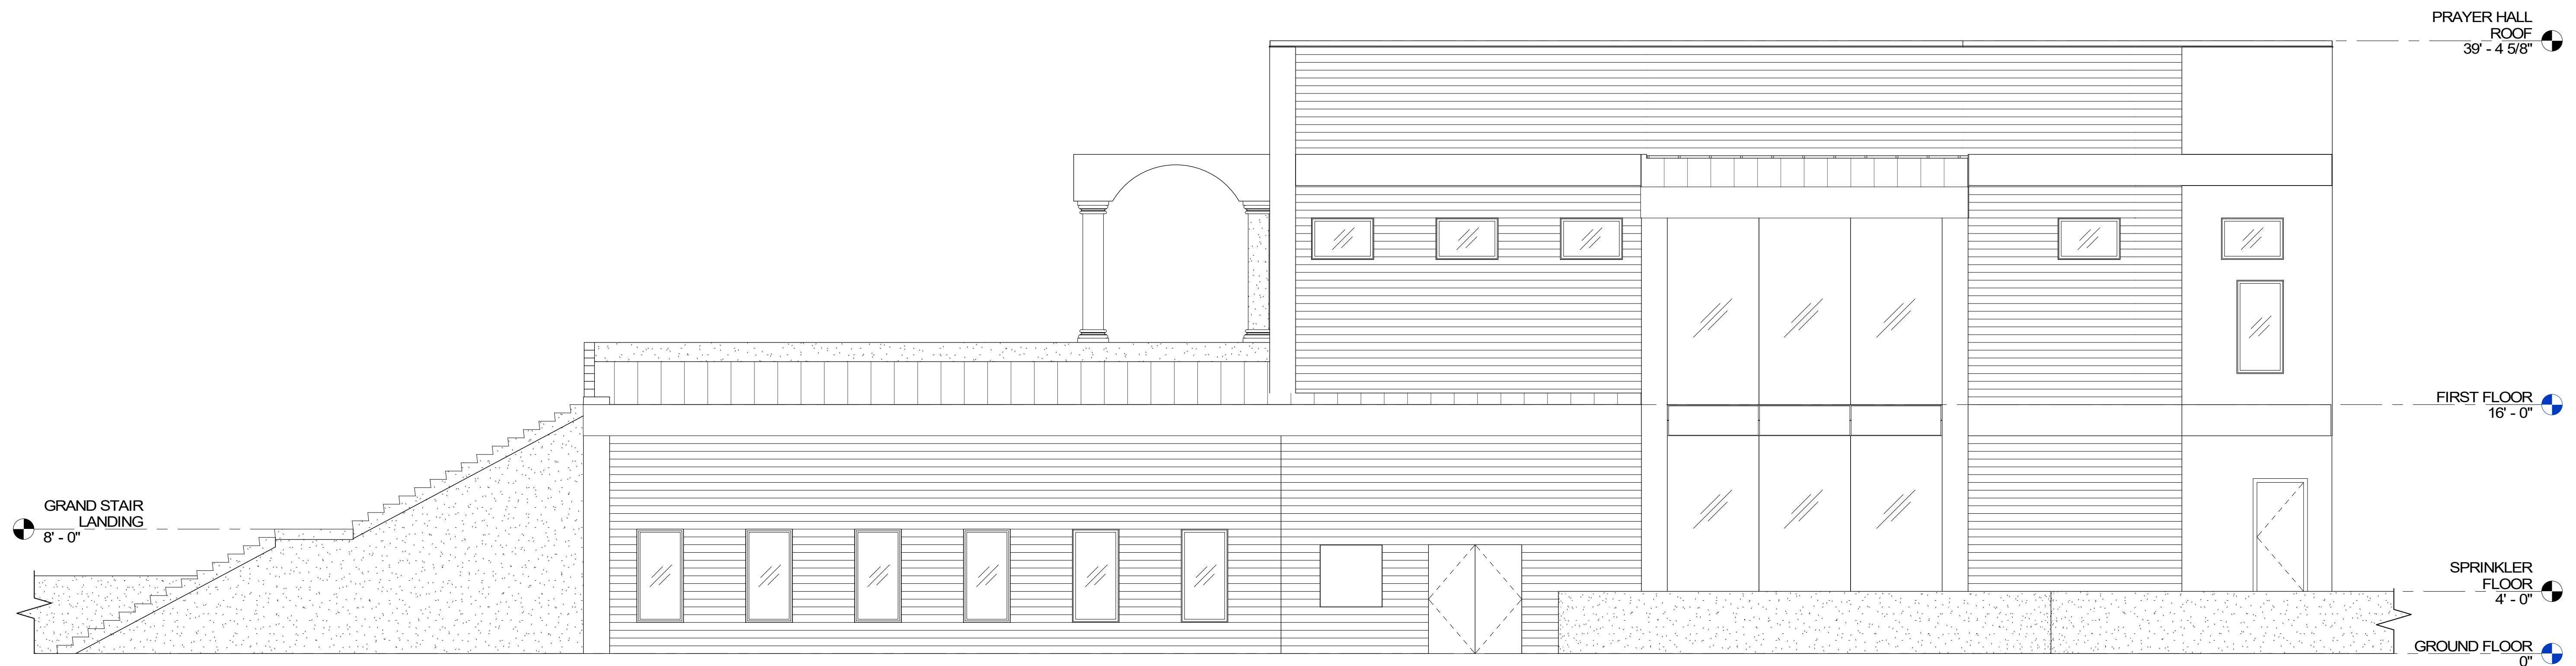 PRAYER HALL
ROOF
39' - 4 5/8"
FIRST FLOOR
16' - 0"
GRAND STAIR
LANDING
8' - 0"
SPRINKLER
FLOOR
4' - 0"
GROUND FLOOR
0"